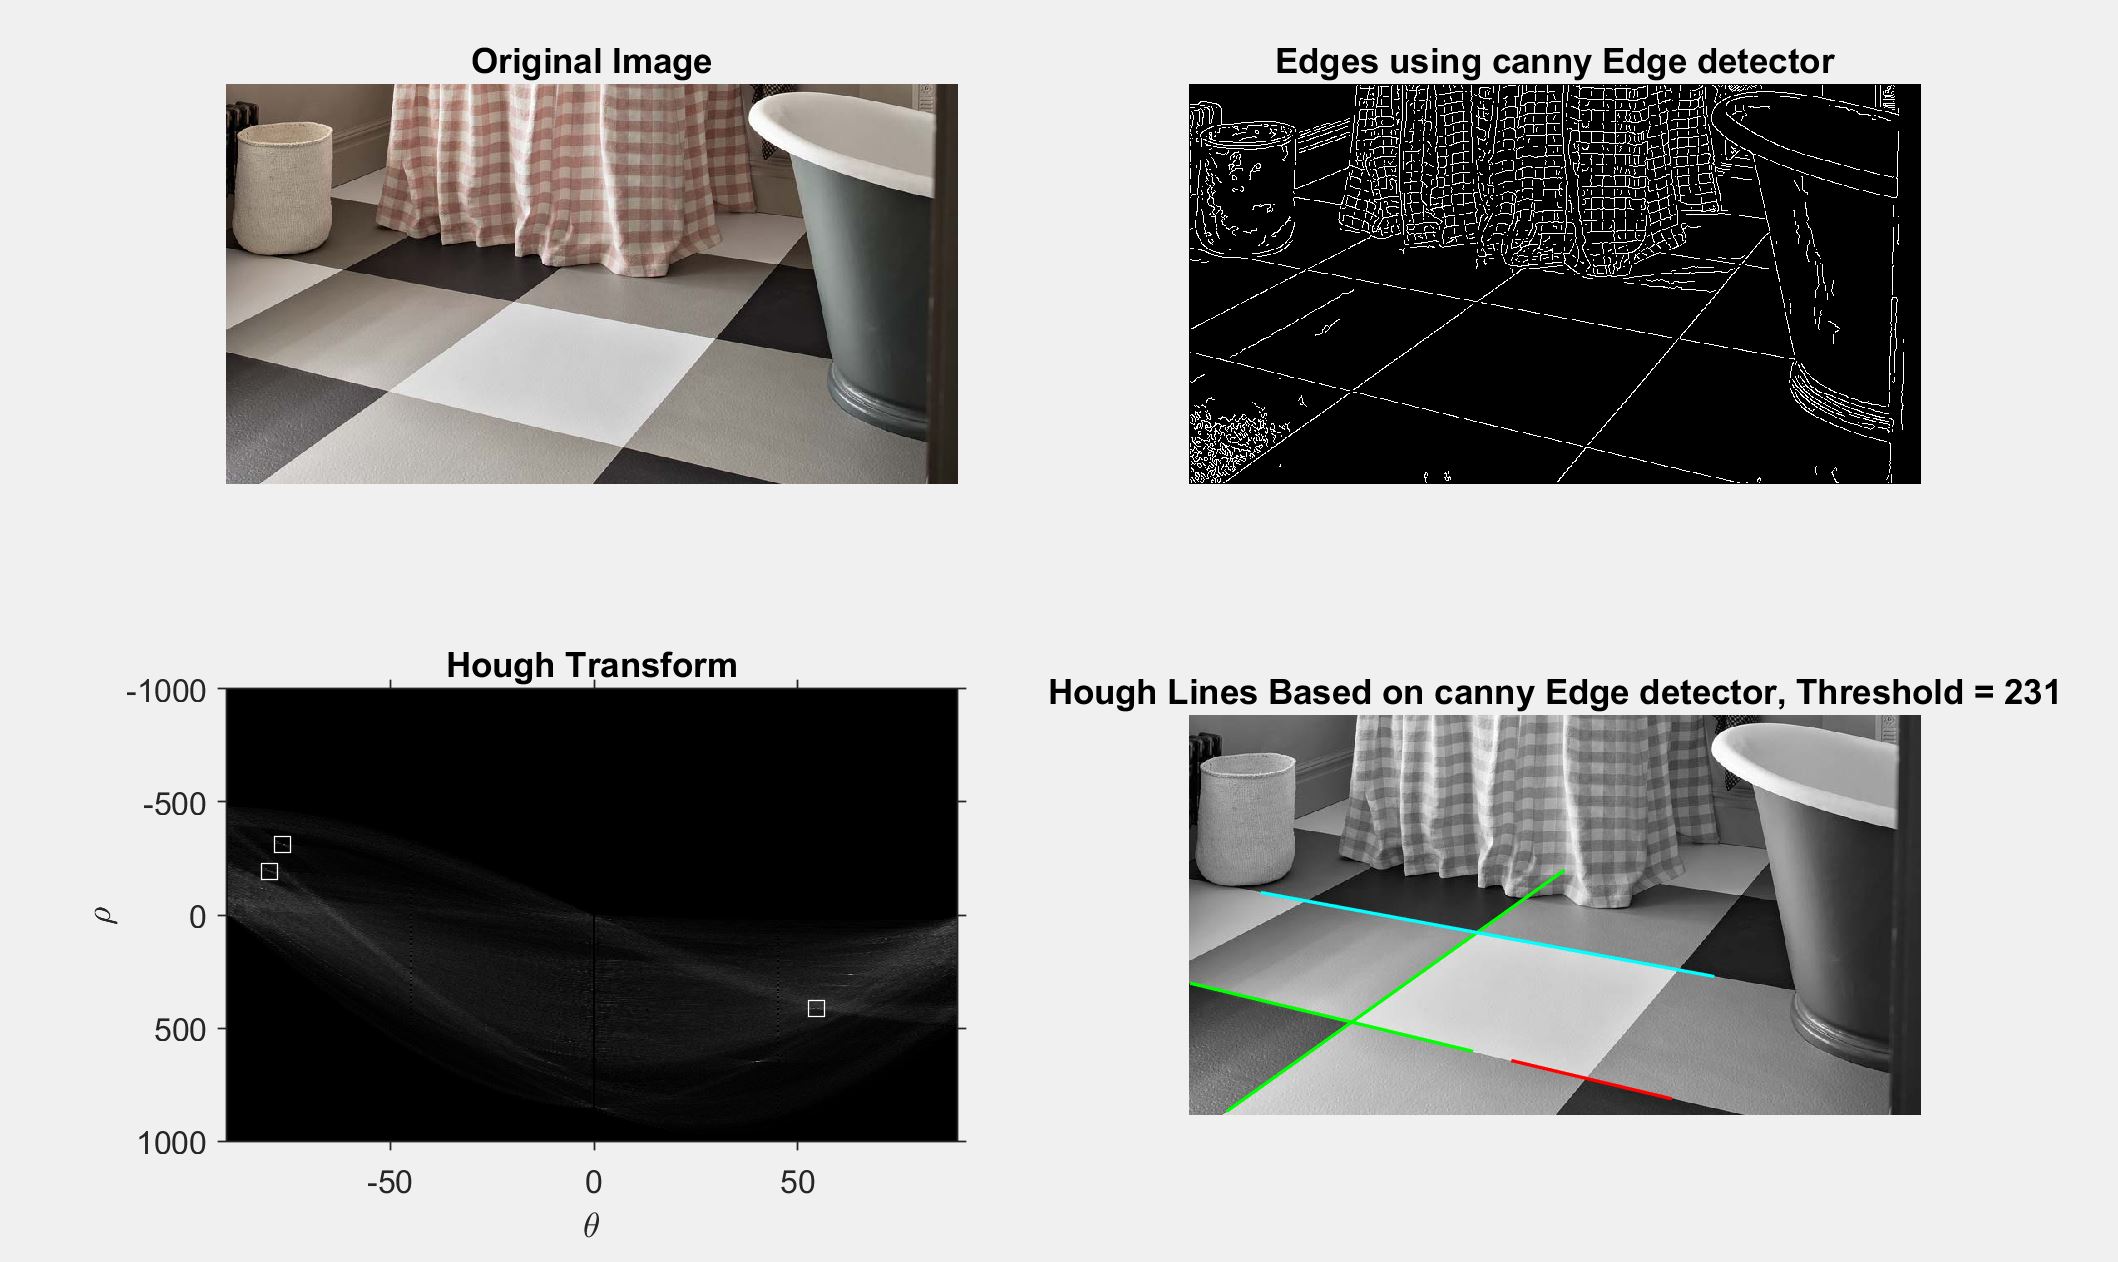 Original Image
Edges using canny Edge detector
Hough Transform
-1000
-500
0
500
1000
ρ
-50 0 50
θ
Hough Lines Based on canny Edge detector, Threshold = 231